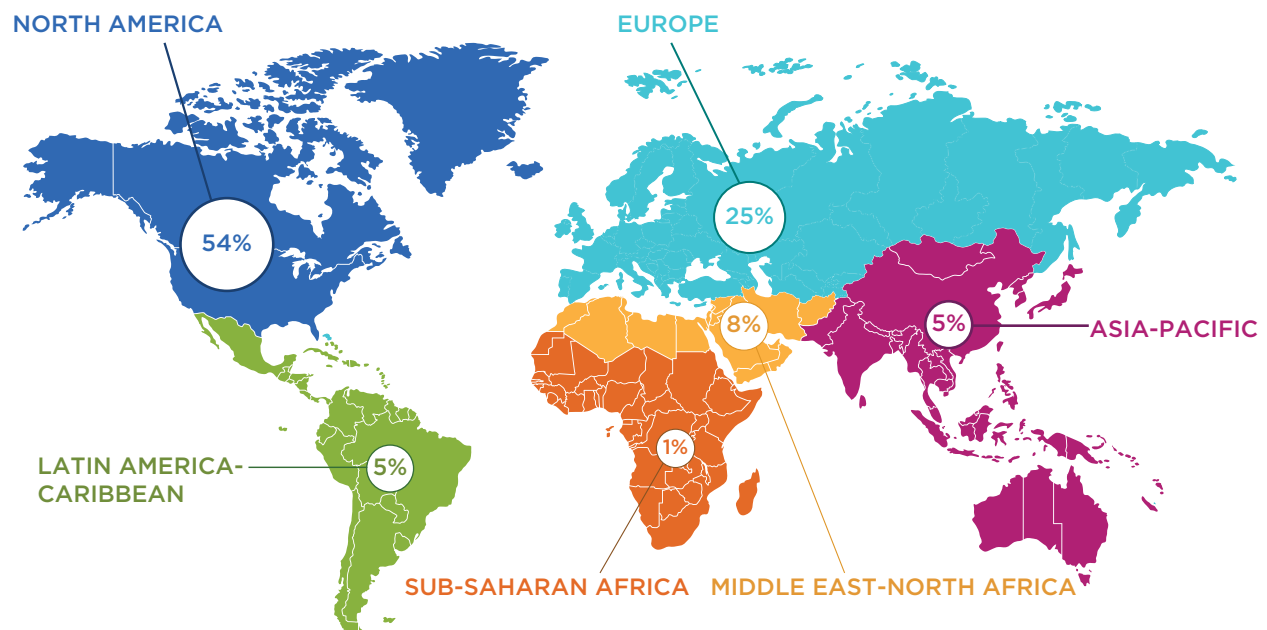 NORTH AMERICA
EUROPE
54%
25%
8%
5%
ASIA-PACIFIC
1%
LATIN AMERICA-
CARIBBEAN
5%
SUB-SAHARAN AFRICA
MIDDLE EAST-NORTH AFRICA